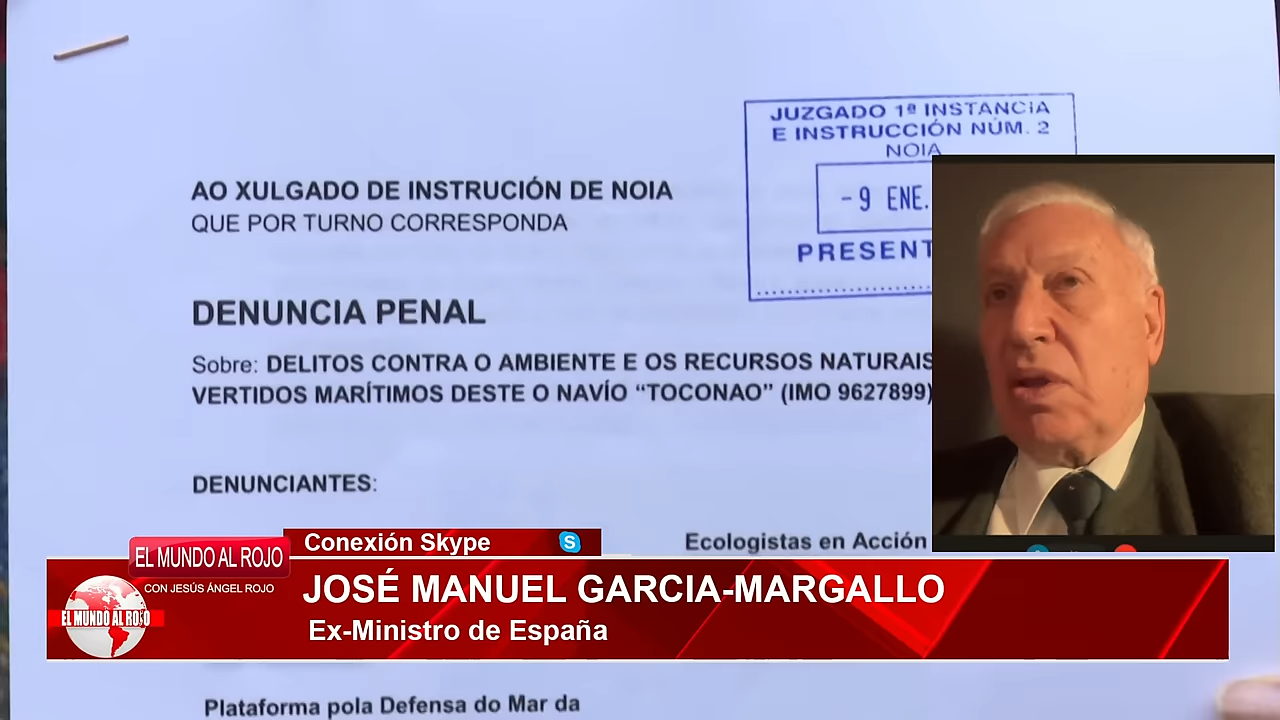 JUZGADO 1ª INSTANCIA
E INSTRUCCIÓN NÚM. 2
NOIA
- 9 ENE.
PRESENT
AO XULGADO DE INSTRUCIÓN DE NOIA
QUE POR TURNO CORRESPONDA
DENUNCIA PENAL
Sobre: DELITOS CONTRA O AMBIENTE E OS RECURSOS NATURAIS
VERTIDOS MARÍTIMOS DESTE O NAVÍO “TOCONAO” (IMO 9627899)
DENUNCIANTES:
Ecologistas en Acción
Conexión Skype
EL MUNDO AL ROJO
CON JESÚS ÁNGEL ROJO
EL MUNDO AL ROJO
JOSÉ MANUEL GARCIA-MARGALLO
Ex-Ministro de España
Plataforma pola Defensa do Mar da